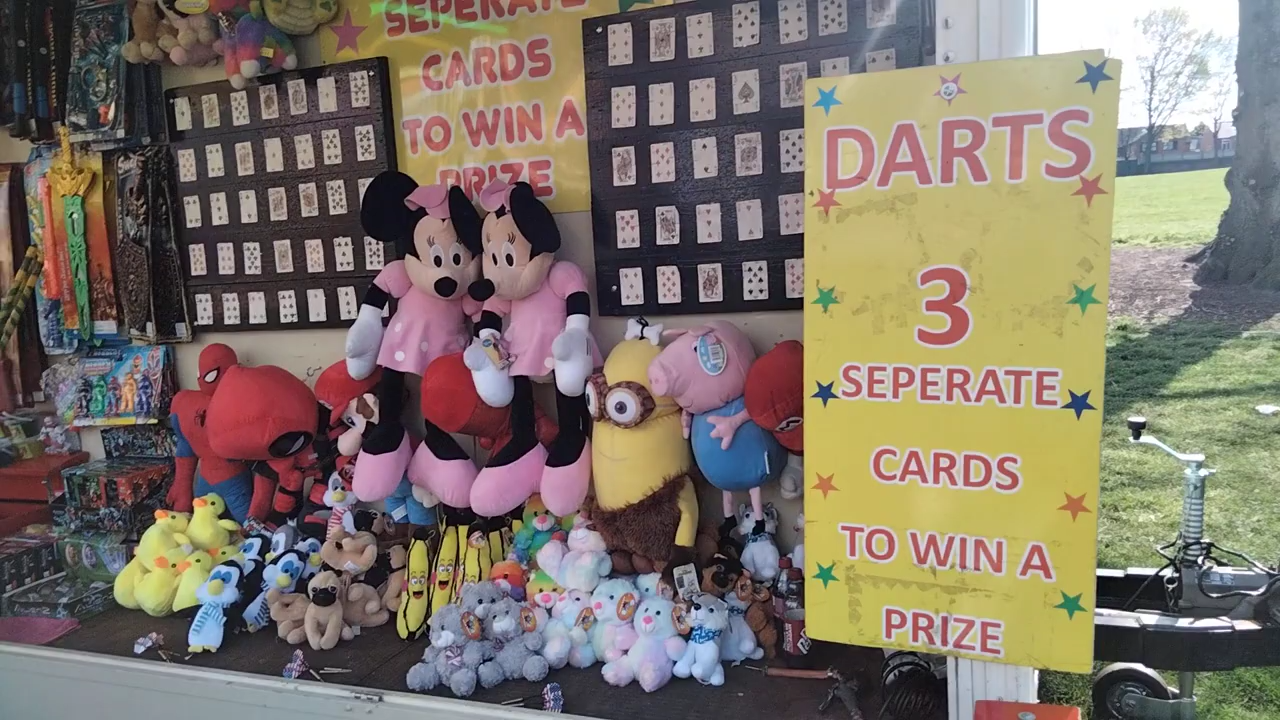 SEPERATE
CARDS
TO WIN A
PRIZE
DARTS
3
SEPERATE
CARDS
TO WIN A
PRIZE